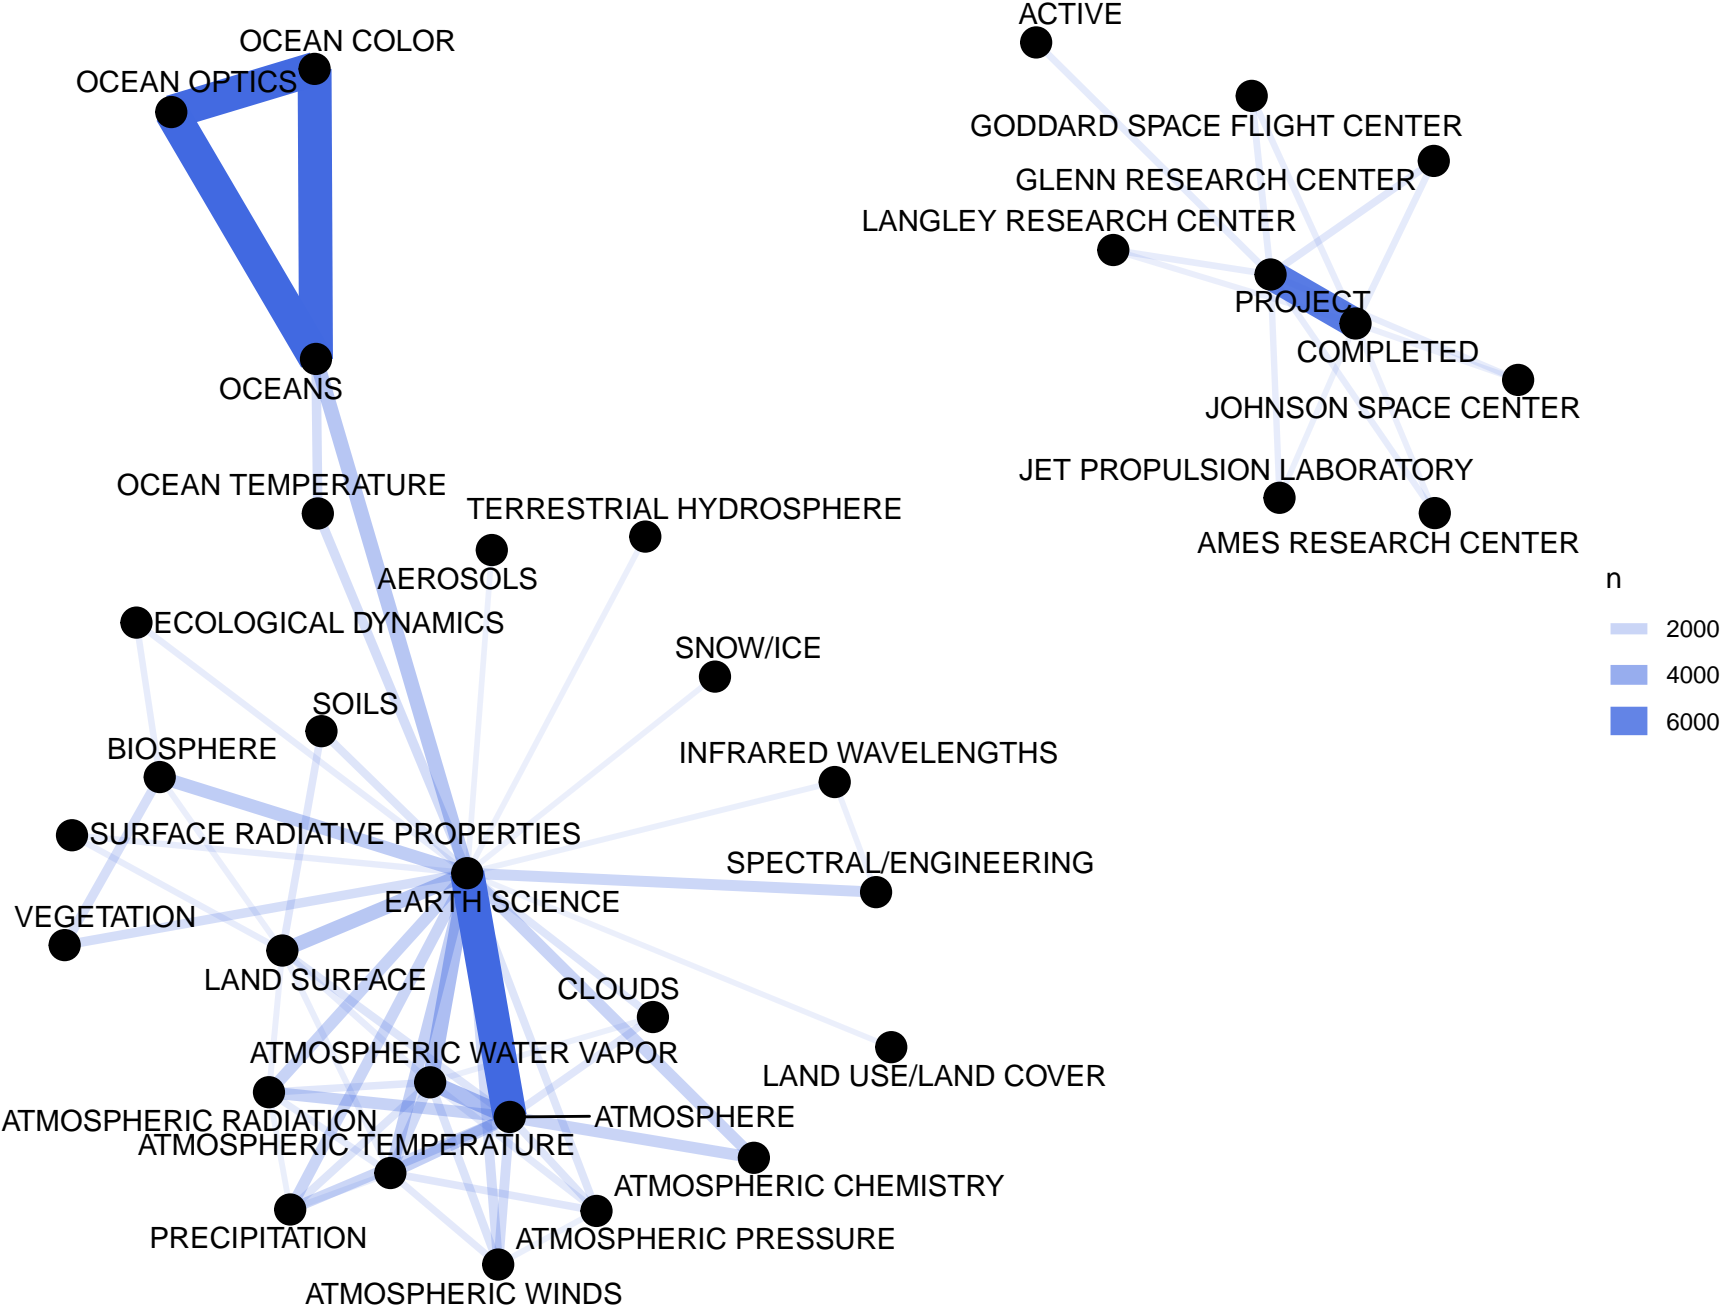 ACTIVE
OCEAN COLOR
OCEAN OPTICS
GODDARD SPACE FLIGHT CENTER
GLENN RESEARCH CENTER
LANGLEY RESEARCH CENTER
PROJECT
COMPLETED
OCEANS
JOHNSON SPACE CENTER
JET PROPULSION LABORATORY
OCEAN TEMPERATURE
TERRESTRIAL HYDROSPHERE
AMES RESEARCH CENTER
AEROSOLS
n
2000
4000
6000
ECOLOGICAL DYNAMICS
SNOW/ICE
SOILS
BIOSPHERE
INFRARED WAVELENGTHS
SURFACE RADIATIVE PROPERTIES
SPECTRAL/ENGINEERING
EARTH SCIENCE
VEGETATION
LAND SURFACE
CLOUDS
ATMOSPHERIC WATER VAPOR
LAND USE/LAND COVER
ATMOSPHERIC RADIATION
ATMOSPHERE
ATMOSPHERIC TEMPERATURE
ATMOSPHERIC CHEMISTRY
PRECIPITATION
ATMOSPHERIC PRESSURE
ATMOSPHERIC WINDS